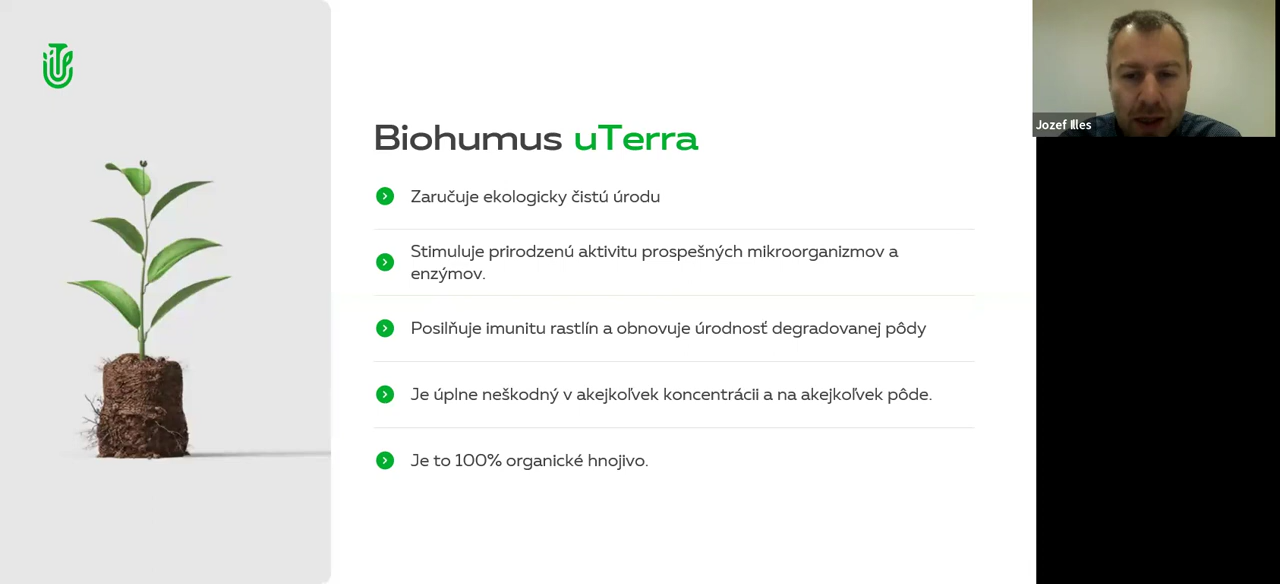 Biohumus uTerra
Zaručuje ekologicky čistú úrodu
Stimuluje prirodzenú aktivitu prospešných mikroorganizmov a
enzýmov.
Posilňuje imunitu rastlín a obnovuje úrodnosť degradovanej pôdy
Je úplne neškodný v akejkoľvek koncentrácii a na akejkoľvek pôde.
Je to 100% organické hnojivo.
Jozef Illes